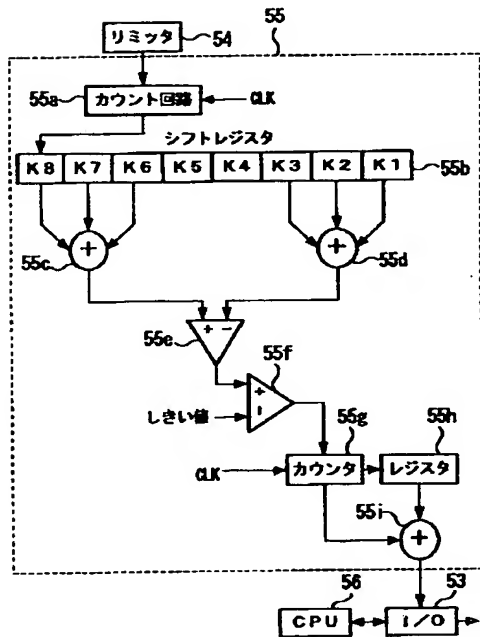 リミッタ 54 55
55a カウント回路 CLK
シフトレジスタ
K8 K7 K6 K5 K4 K3 K2 K1 55b
+ +
55c 55d
+ −
55e
55f
+
しきい値 −
55g 55h
CLK カウンタ レジスタ
55i
+
56 53
CPU I/O